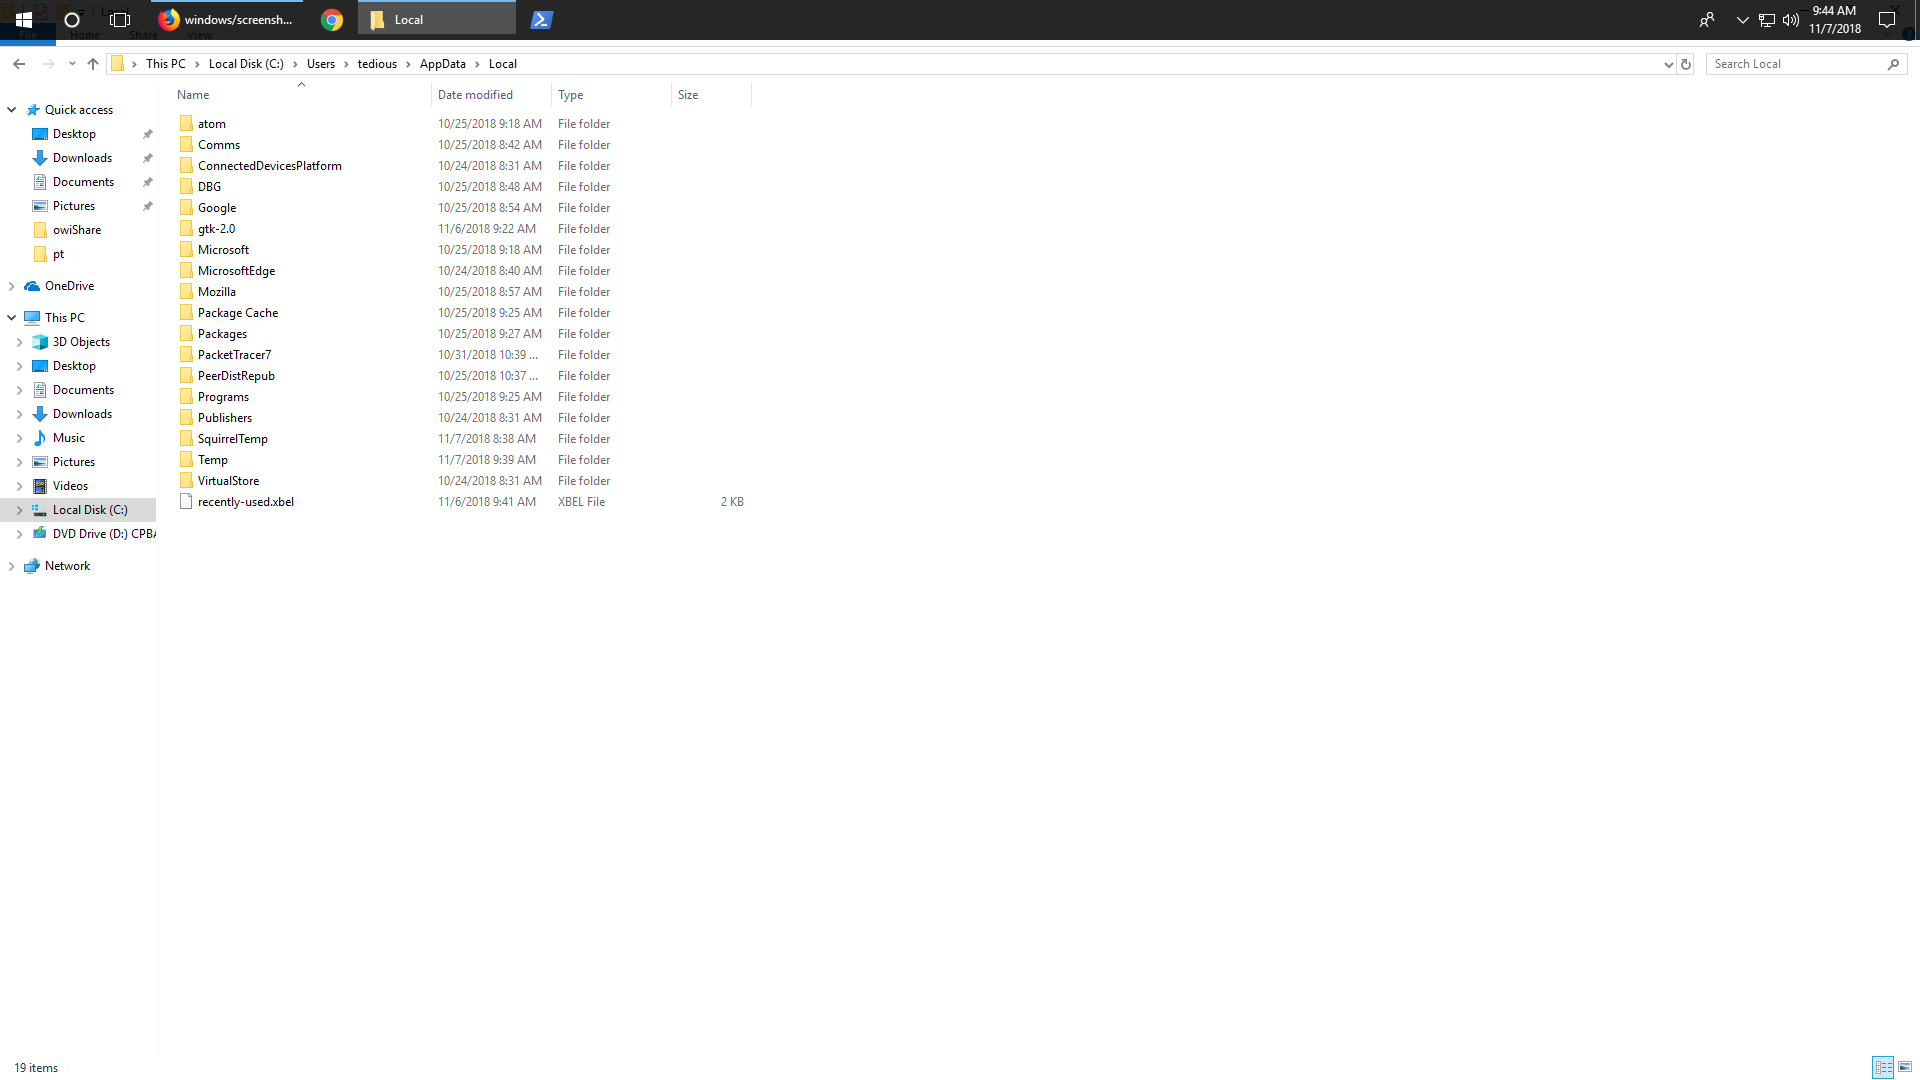 windows/screensh...
Local
9:44 AM
11/7/2018
Local
File
Home
Share
View
This PC
Local Disk (C:)
Users
tedious
AppData
Local
Search Local
Name
Date modified
Type
Size
Quick access
Desktop
Downloads
Documents
Pictures
owiShare
pt
OneDrive
This PC
3D Objects
Desktop
Documents
Downloads
Music
Pictures
Videos
Local Disk (C:)
DVD Drive (D:) CPBA
Network
atom 10/25/2018 9:18 AM File folder
Comms 10/25/2018 8:42 AM File folder
ConnectedDevicesPlatform 10/24/2018 8:31 AM File folder
DBG 10/25/2018 8:48 AM File folder
Google 10/25/2018 8:54 AM File folder
gtk-2.0 11/6/2018 9:22 AM File folder
Microsoft 10/25/2018 9:18 AM File folder
MicrosoftEdge 10/24/2018 8:40 AM File folder
Mozilla 10/25/2018 8:57 AM File folder
Package Cache 10/25/2018 9:25 AM File folder
Packages 10/25/2018 9:27 AM File folder
PacketTracer7 10/31/2018 10:39 ... File folder
PeerDistRepub 10/25/2018 10:37 ... File folder
Programs 10/25/2018 9:25 AM File folder
Publishers 10/24/2018 8:31 AM File folder
SquirrelTemp 11/7/2018 8:38 AM File folder
Temp 11/7/2018 9:39 AM File folder
VirtualStore 10/24/2018 8:31 AM File folder
recently-used.xbel 11/6/2018 9:41 AM XBEL File 2 KB
19 items